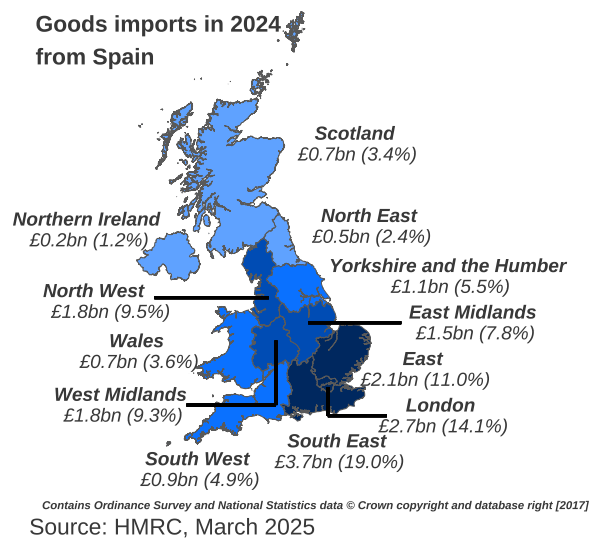 Goods imports in 2024
from Spain
Scotland
£0.7bn (3.4%)
Northern Ireland
£0.2bn (1.2%)
North East
£0.5bn (2.4%)
Yorkshire and the Humber
£1.1bn (5.5%)
North West
£1.8bn (9.5%)
East Midlands
£1.5bn (7.8%)
Wales
£0.7bn (3.6%)
East
£2.1bn (11.0%)
West Midlands
£1.8bn (9.3%)
London
£2.7bn (14.1%)
South East
£3.7bn (19.0%)
South West
£0.9bn (4.9%)
Contains Ordinance Survey and National Statistics data © Crown copyright and database right [2017]
Source: HMRC, March 2025